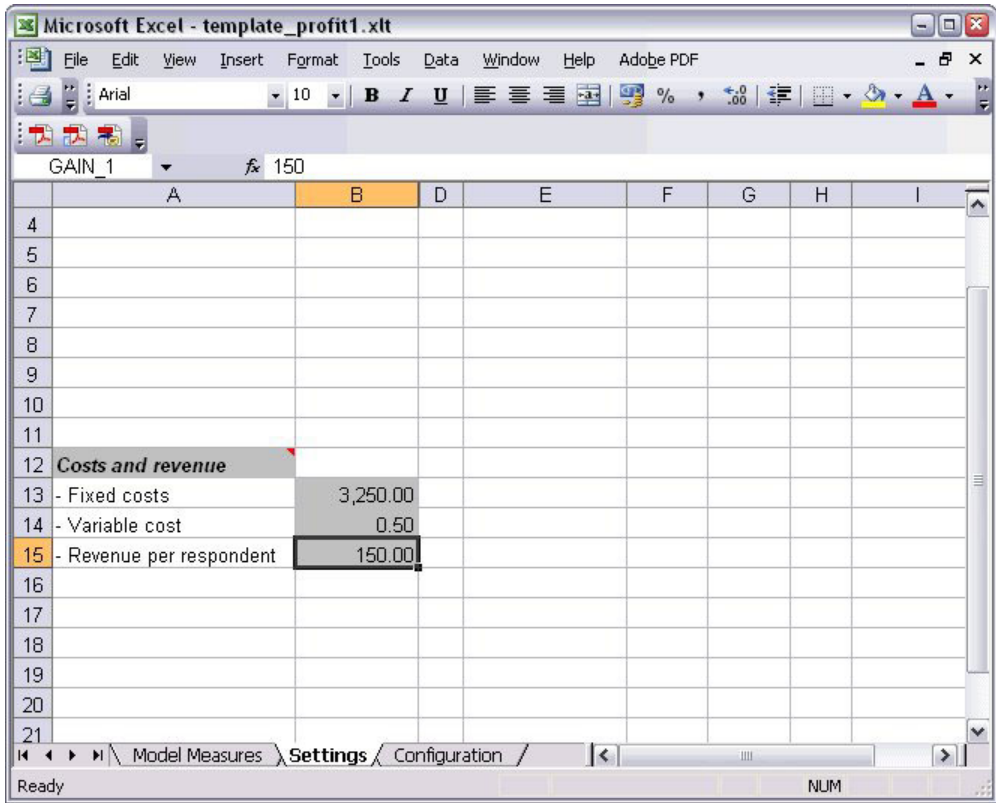 Microsoft Excel - template_profit1.xlt
File Edit View Insert Format Tools Data Window Help Adobe PDF
Arial 10 B I U % , .00 A
GAIN_1 fx 150
A B D E F G H I
4
5
6
7
8
9
10
11
12 Costs and revenue
13 - Fixed costs 3,250.00
14 - Variable cost 0.50
15 - Revenue per respondent 150.00
16
17
18
19
20
21
Model Measures Settings Configuration
Ready NUM